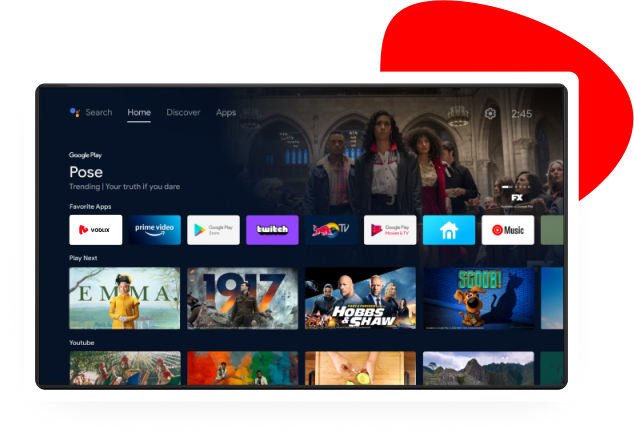 Search Home Discover Apps 2:45
Google Play
Pose
Trending | Your truth if you dare
FX
Favorite Apps
VODLIX
prime video
Google Play
Store
twitch
Red Bull TV
Google Play
Movies & TV
Music
Play Next
EMMA.
1917
HOBBS
& SHAW
SCOOB!
Youtube